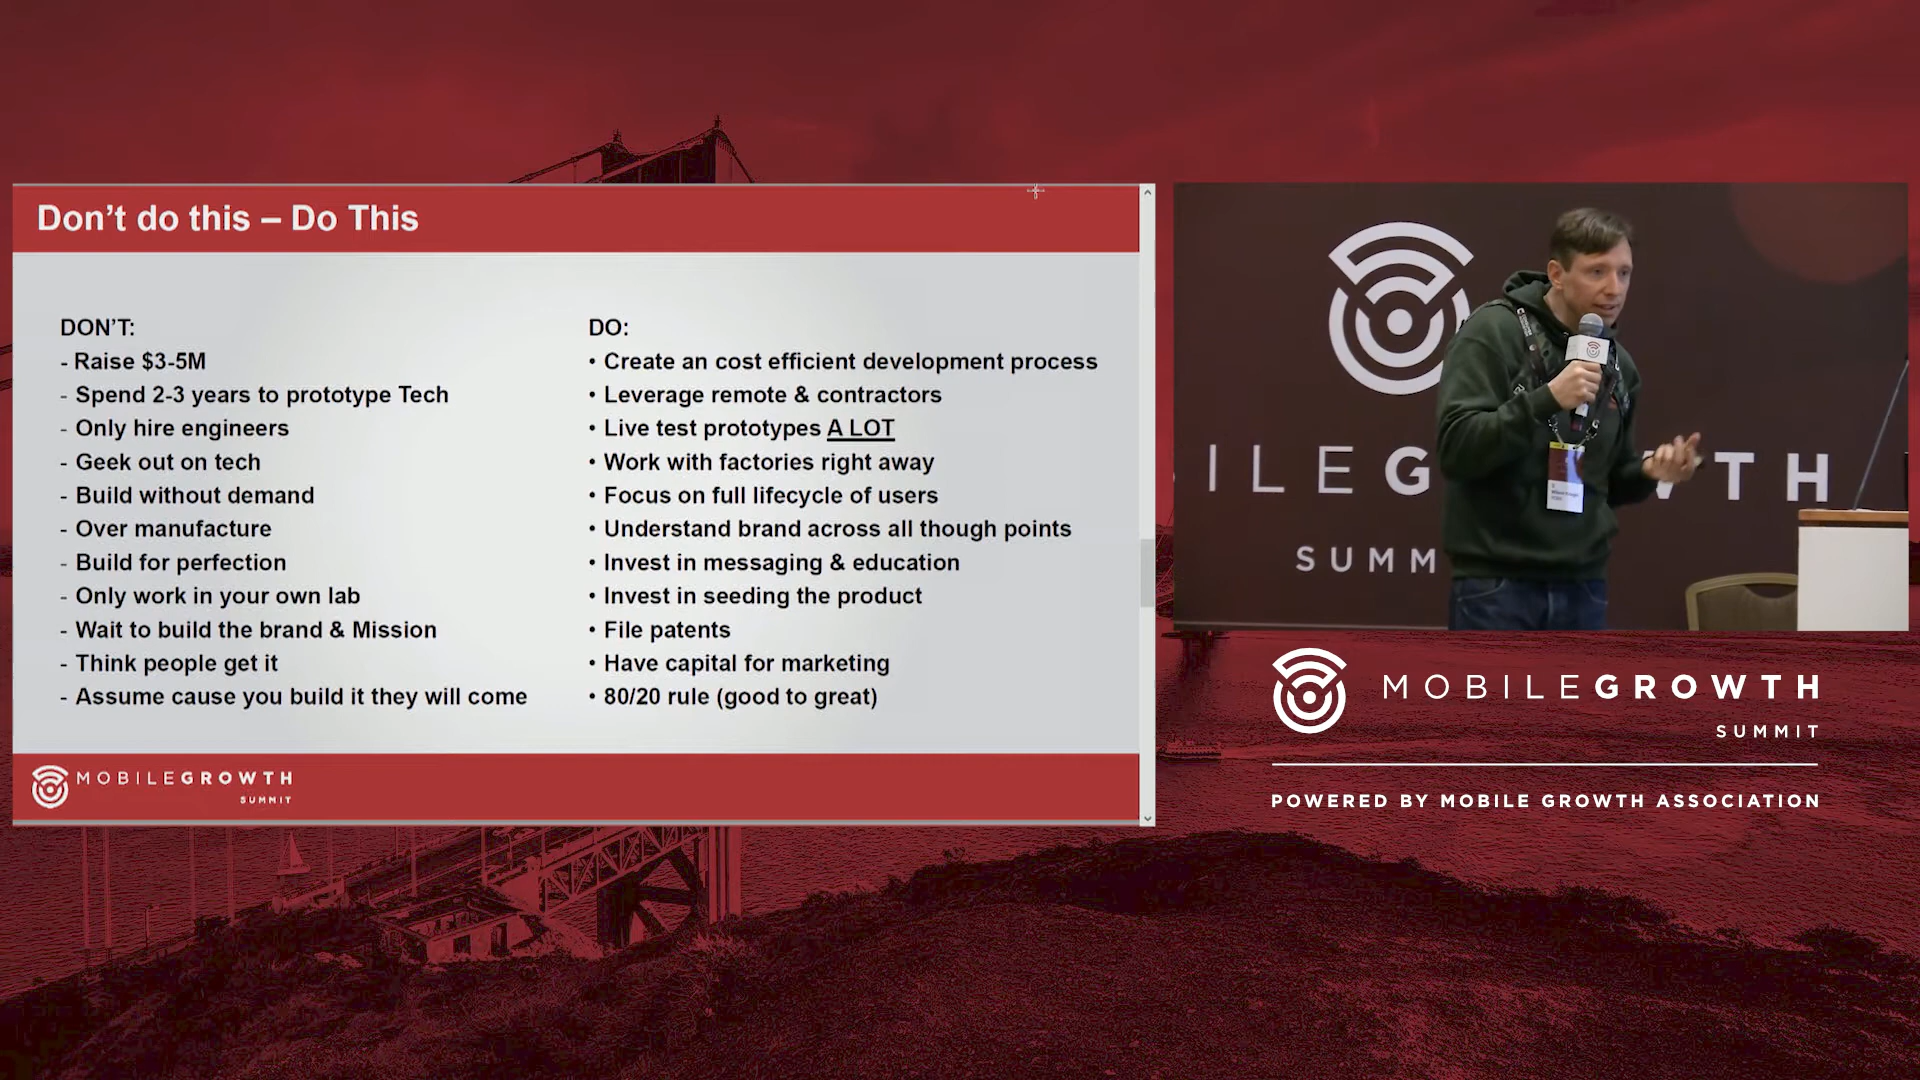 Don't do this – Do This
DON'T:
- Raise $3-5M
- Spend 2-3 years to prototype Tech
- Only hire engineers
- Geek out on tech
- Build without demand
- Over manufacture
- Build for perfection
- Only work in your own lab
- Wait to build the brand & Mission
- Think people get it
- Assume cause you build it they will come
DO:
• Create an cost efficient development process
• Leverage remote & contractors
• Live test prototypes A LOT
• Work with factories right away
• Focus on full lifecycle of users
• Understand brand across all though points
• Invest in messaging & education
• Invest in seeding the product
• File patents
• Have capital for marketing
• 80/20 rule (good to great)
MOBILEGROWTH
SUMMIT
ILEG WTH
SUMM
MOBILEGROWTH
SUMMIT
POWERED BY MOBILE GROWTH ASSOCIATION